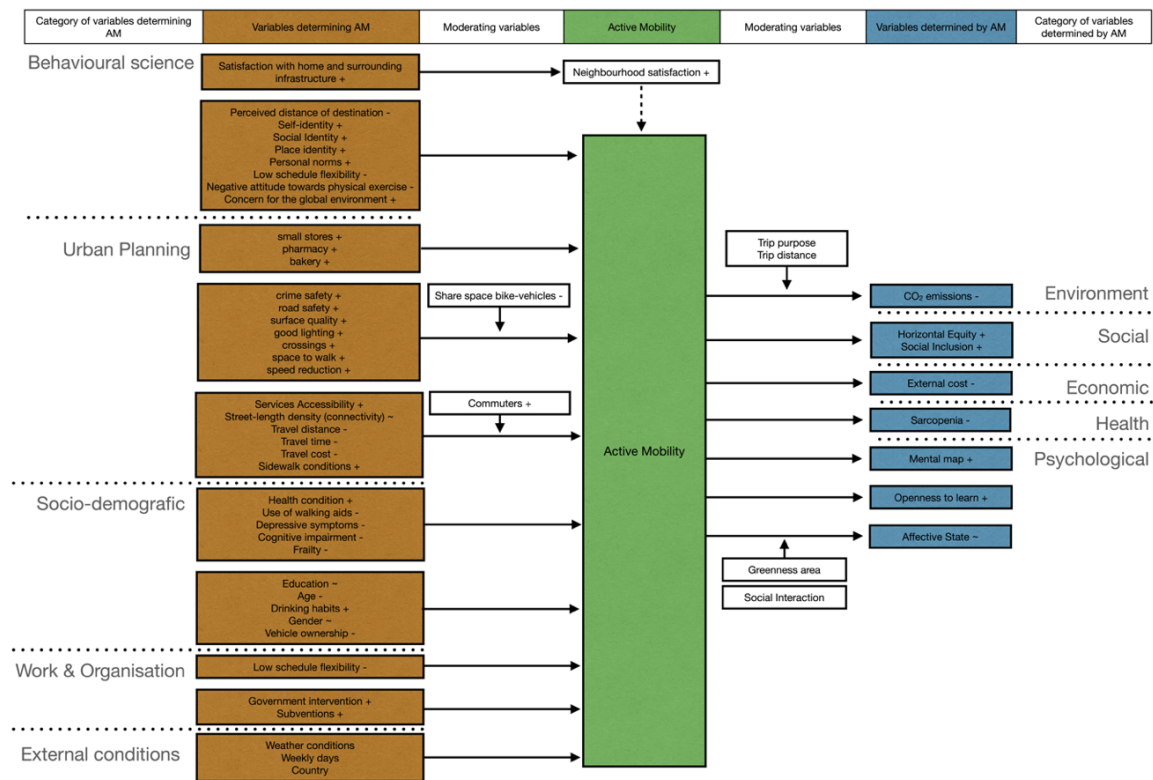 Category of variables determining
AM
Variables determining AM
Moderating variables
Active Mobility
Moderating variables
Variables determined by AM
Category of variables
determined by AM
Behavioural science
Satisfaction with home and surrounding
infrastructure +
Neighbourhood satisfaction +
Perceived distance of destination -
Self-identity +
Social Identity +
Place identity +
Personal norms +
Low schedule flexibility -
Negative attitude towards physical exercise -
Concern for the global environment +
Urban Planning
small stores +
pharmacy +
bakery +
crime safety +
road safety +
surface quality +
good lighting +
crossings +
space to walk +
speed reduction +
Share space bike-vehicles -
Services Accessibility +
Street-length density (connectivity) ~
Travel distance -
Travel time -
Travel cost -
Sidewalk conditions +
Commuters +
Socio-demografic
Health condition +
Use of walking aids -
Depressive symptoms -
Cognitive impairment -
Frailty -
Education ~
Age -
Drinking habits +
Gender ~
Vehicle ownership -
Work & Organisation
Low schedule flexibility -
Government intervention +
Subventions +
External conditions
Weather conditions
Weekly days
Country
Active Mobility
Trip purpose
Trip distance
CO₂ emissions -
Environment
Horizontal Equity +
Social Inclusion +
Social
External cost -
Economic
Sarcopenia -
Health
Mental map +
Psychological
Openness to learn +
Affective State ~
Greenness area
Social Interaction